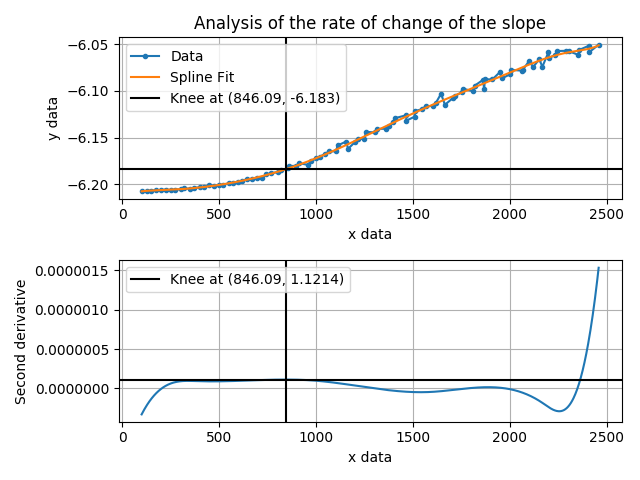 Analysis of the rate of change of the slope
−6.05
−6.10
−6.15
−6.20
y data
Data
Spline Fit
Knee at (846.09, -6.183)
0
500
1000
1500
2000
2500
x data
0.0000015
0.0000010
0.0000005
0.0000000
Second derivative
Knee at (846.09, 1.1214)
0
500
1000
1500
2000
2500
x data